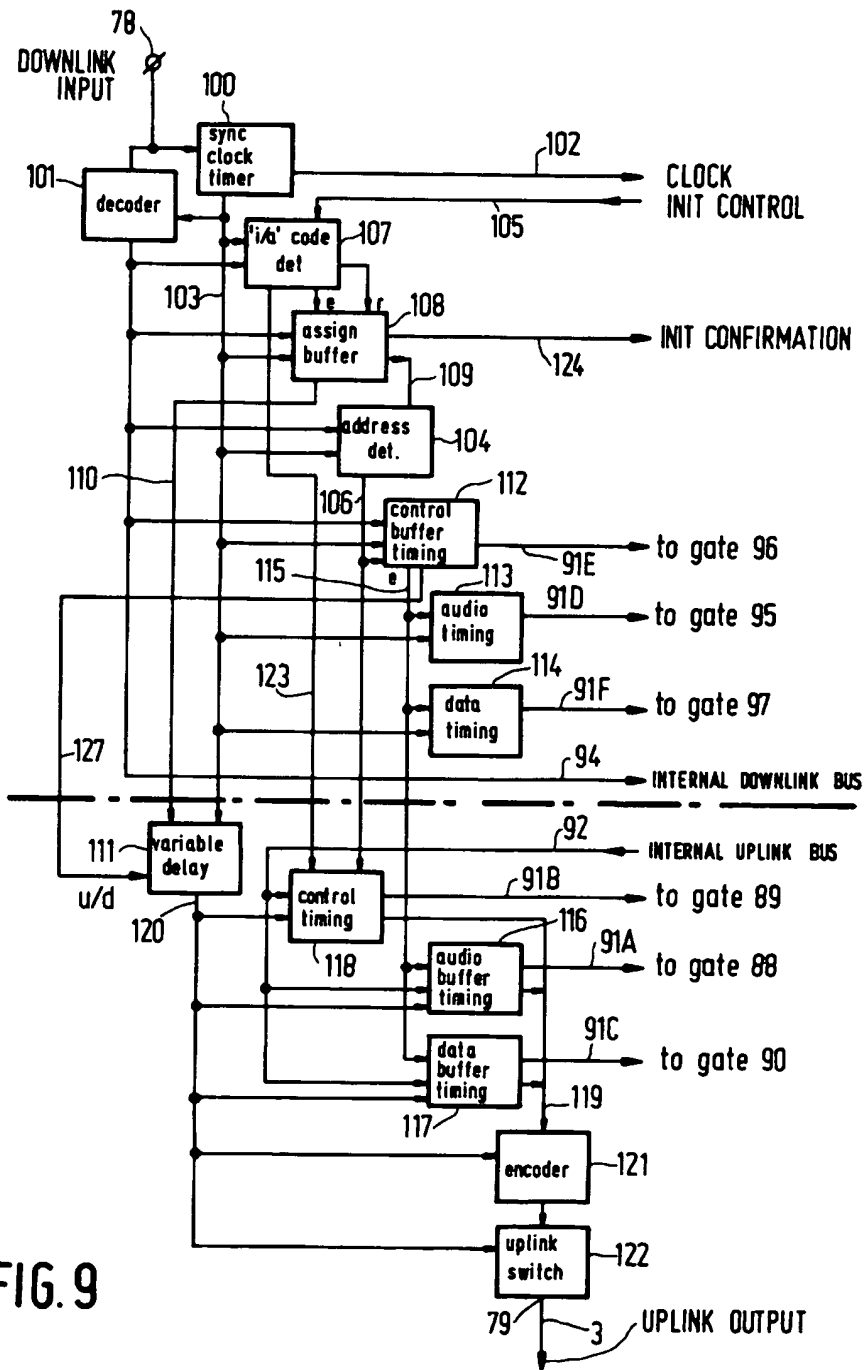 78
DOWNLINK
INPUT
100
sync
clock
timer
102
CLOCK
101
decoder
105
INIT CONTROL
'i/a' code
det
107
103
e
r
108
assign
buffer
INIT CONFIRMATION
124
109
address
det.
104
110
106
112
control
buffer
timing
91E
to gate 96
115
e
113
audio
timing
91D
to gate 95
114
123
data
timing
91F
to gate 97
127
94
INTERNAL DOWNLINK BUS
92
INTERNAL UPLINK BUS
111
variable
delay
u/d
120
control
timing
118
91B
to gate 89
116
audio
buffer
timing
91A
to gate 88
data
buffer
timing
117
91C
to gate 90
119
encoder
121
uplink
switch
122
79
3
UPLINK OUTPUT
FIG. 9